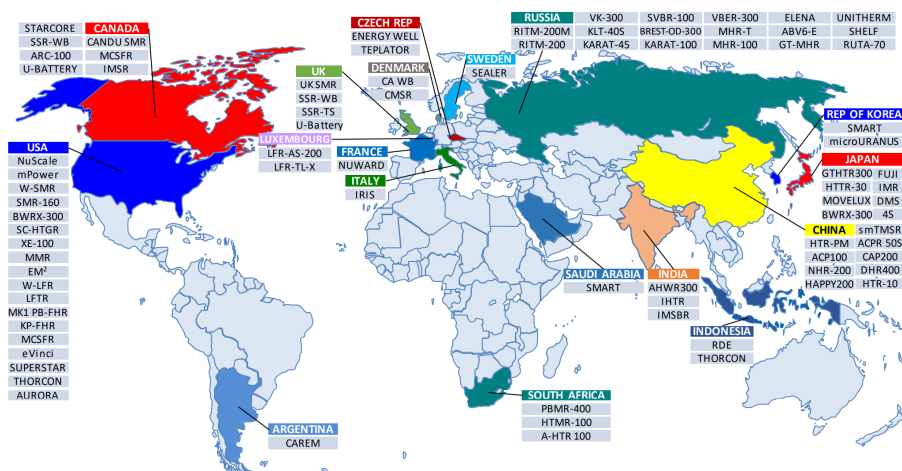 CANADA
STARCORE CANDU SMR
SSR-WB MCSFR
ARC-100 IMSR
U-BATTERY
USA
NuScale
mPower
W-SMR
SMR-160
BWRX-300
SC-HTGR
XE-100
MMR
EM²
W-LFR
LFTR
MK1 PB-FHR
KP-FHR
MCSFR
eVinci
SUPERSTAR
THORCON
AURORA
UK
UK SMR
SSR-WB
SSR-TS
U-Battery
LUXEMBOURG
LFR-AS-200
LFR-TL-X
CZECH REP
ENERGY WELL
TEPLATOR
DENMARK
CA WB
CMSR
FRANCE
NUWARD
ITALY
IRIS
SWEDEN
SEALER
RUSSIA VK-300 SVBR-100 VBER-300 ELENA UNITHERM
RITM-200M KLT-40S BREST-OD-300 MHR-T ABV6-E SHELF
RITM-200 KARAT-45 KARAT-100 MHR-100 GT-MHR RUTA-70
REP OF KOREA
SMART
microURANUS
JAPAN
GTHTR300 FUJI
HTTR-30 IMR
MOVELUX DMS
BWRX-300 4S
CHINA smTMSR
HTR-PM ACPR 50S
ACP100 CAP200
NHR-200 DHR400
HAPPY200 HTR-10
SAUDI ARABIA
SMART
INDIA
AHWR300
IHTR
IMSBR
INDONESIA
RDE
THORCON
SOUTH AFRICA
PBMR-400
HTMR-100
A-HTR 100
ARGENTINA
CAREM